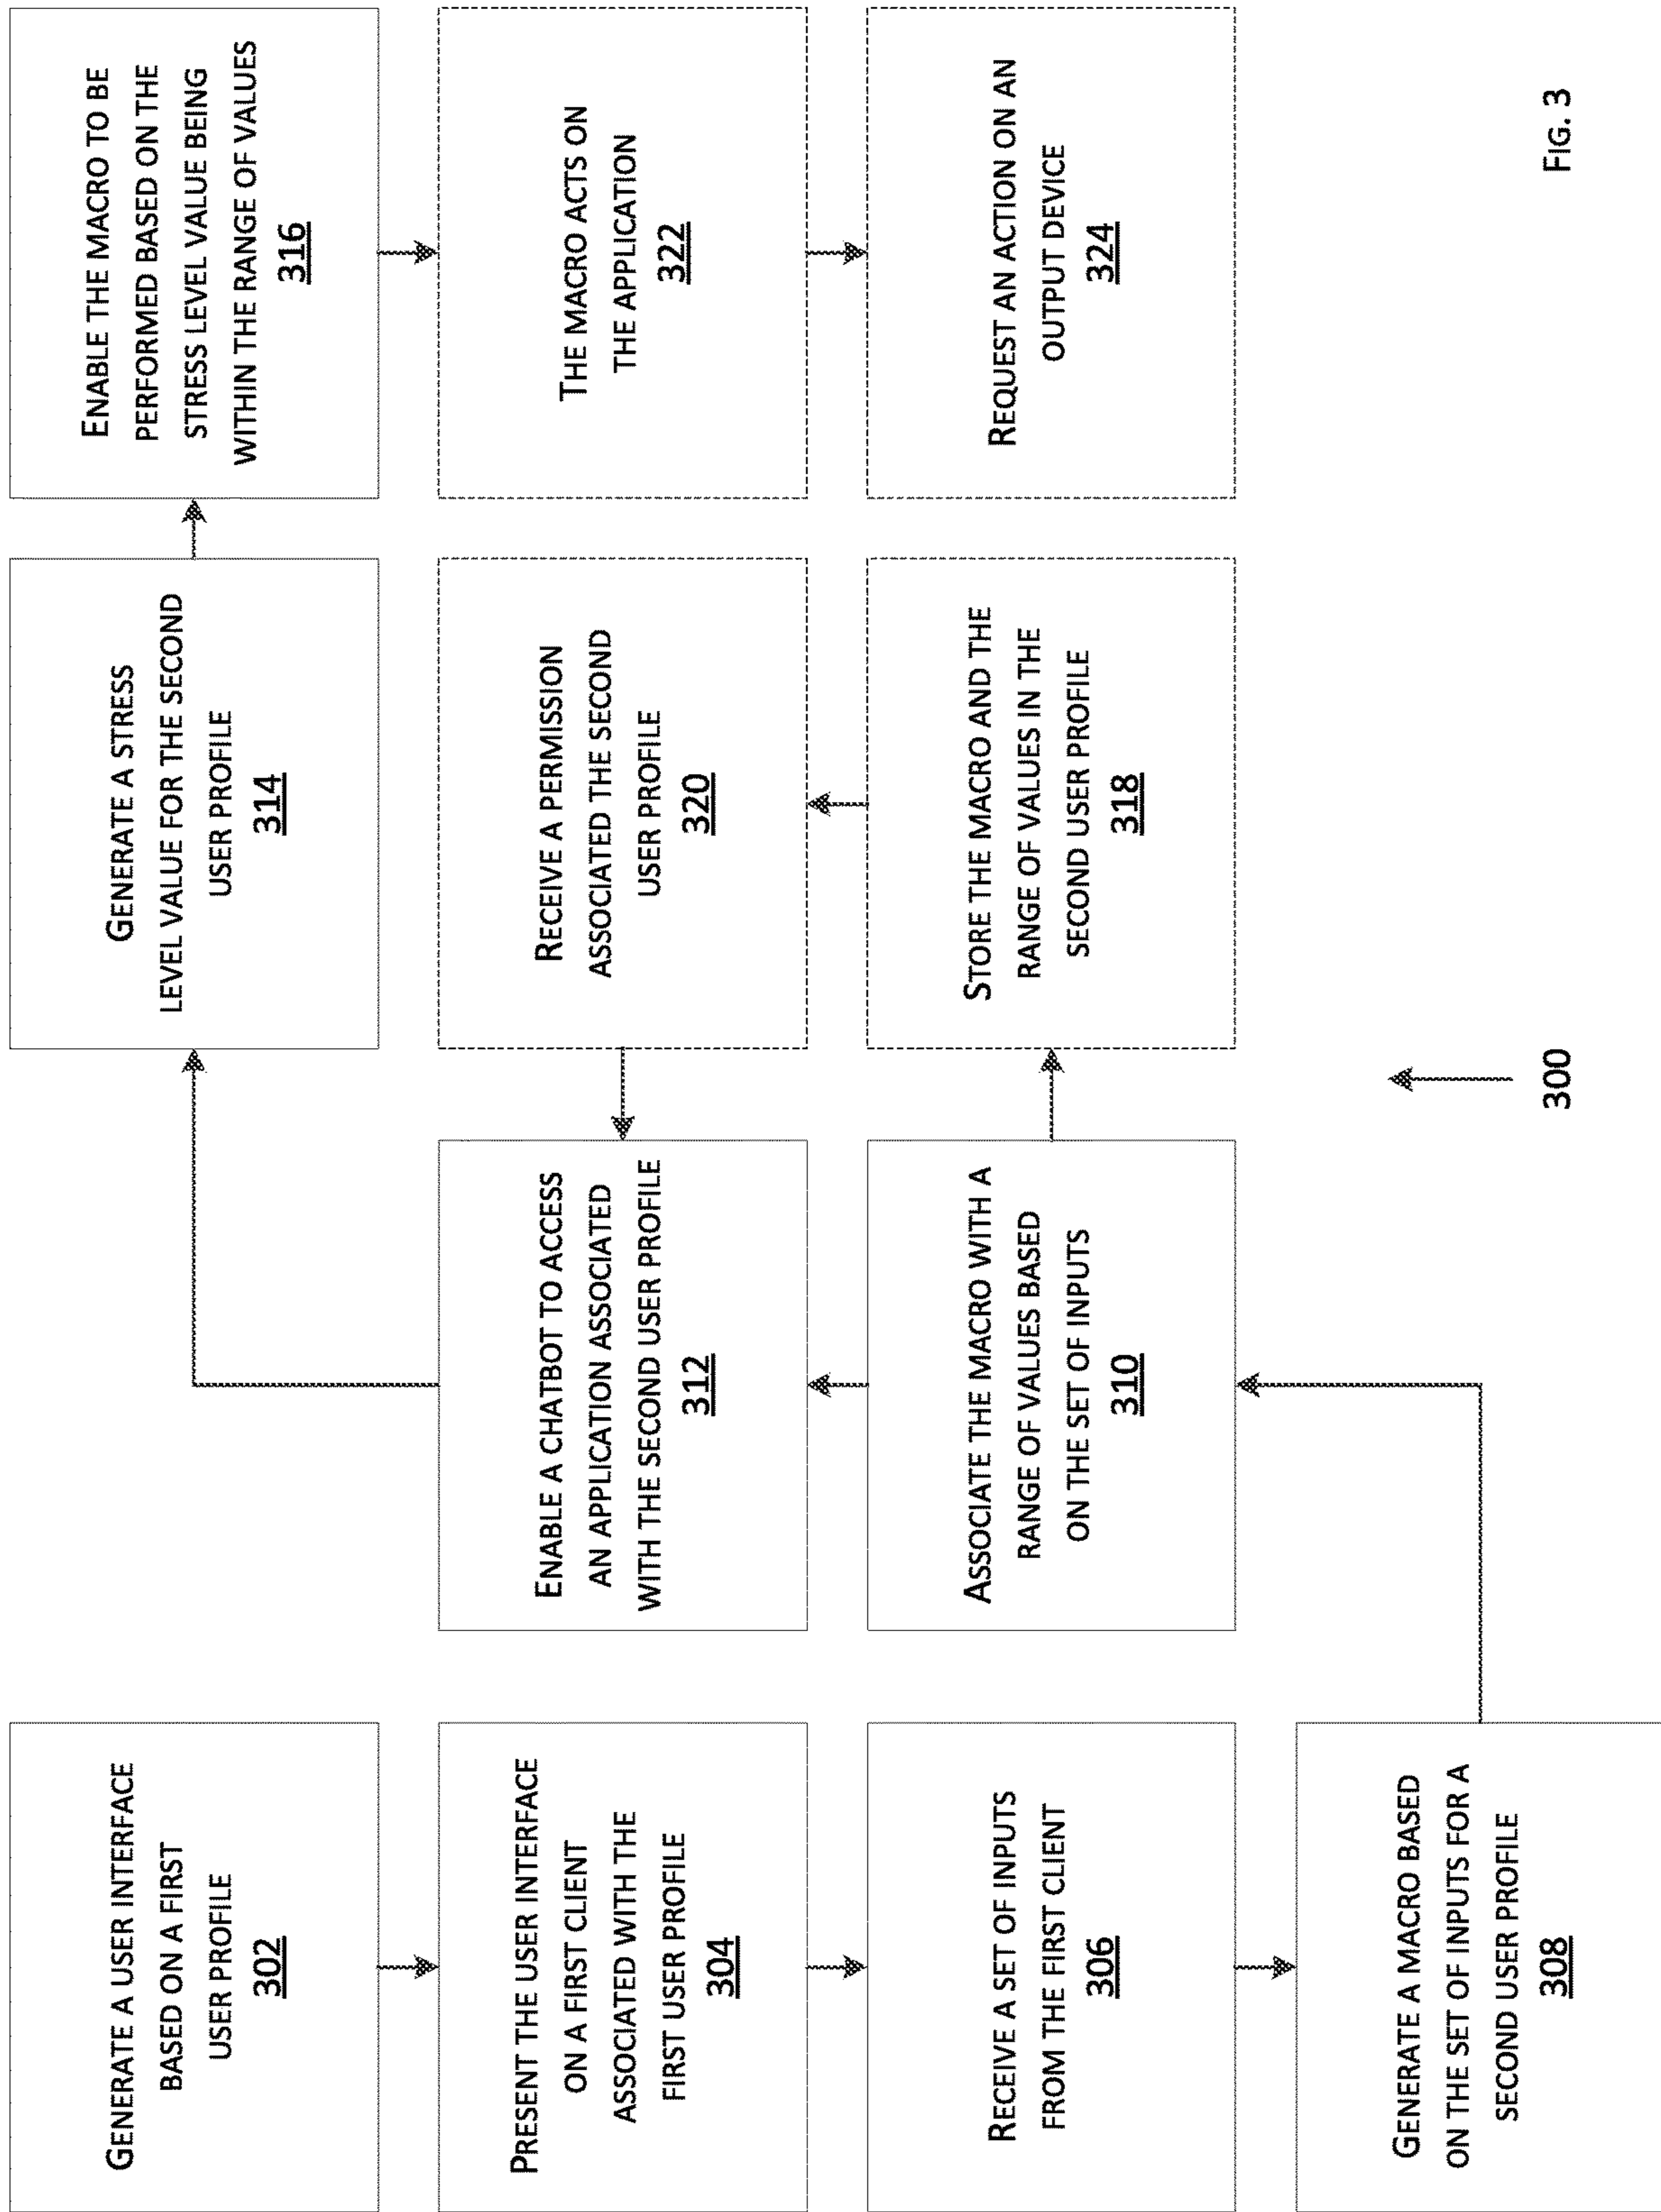 GENERATE A USER INTERFACE
BASED ON A FIRST
USER PROFILE
302
PRESENT THE USER INTERFACE
ON A FIRST CLIENT
ASSOCIATED WITH THE
FIRST USER PROFILE
304
RECEIVE A SET OF INPUTS
FROM THE FIRST CLIENT
306
GENERATE A MACRO BASED
ON THE SET OF INPUTS FOR A
SECOND USER PROFILE
308
ENABLE A CHATBOT TO ACCESS
AN APPLICATION ASSOCIATED
WITH THE SECOND USER PROFILE
312
ASSOCIATE THE MACRO WITH A
RANGE OF VALUES BASED
ON THE SET OF INPUTS
310
GENERATE A STRESS
LEVEL VALUE FOR THE SECOND
USER PROFILE
314
RECEIVE A PERMISSION
ASSOCIATED THE SECOND
USER PROFILE
320
STORE THE MACRO AND THE
RANGE OF VALUES IN THE
SECOND USER PROFILE
318
ENABLE THE MACRO TO BE
PERFORMED BASED ON THE
STRESS LEVEL VALUE BEING
WITHIN THE RANGE OF VALUES
316
THE MACRO ACTS ON
THE APPLICATION
322
REQUEST AN ACTION ON AN
OUTPUT DEVICE
324
300
FIG. 3